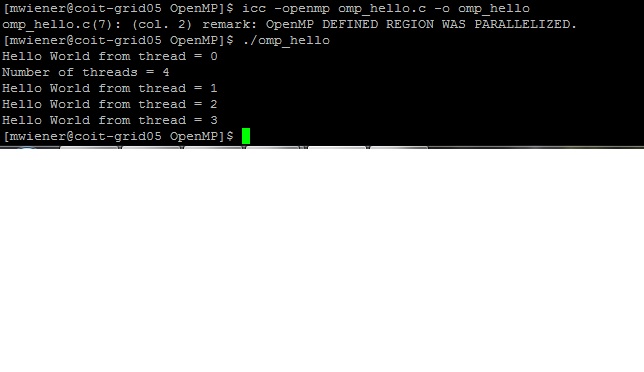 [mwiener@coit-grid05 OpenMP]$ icc -openmp omp_hello.c -o omp_hello
omp_hello.c(7): (col. 2) remark: OpenMP DEFINED REGION WAS PARALLELIZED.
[mwiener@coit-grid05 OpenMP]$ ./omp_hello
Hello World from thread = 0
Number of threads = 4
Hello World from thread = 1
Hello World from thread = 2
Hello World from thread = 3
[mwiener@coit-grid05 OpenMP]$